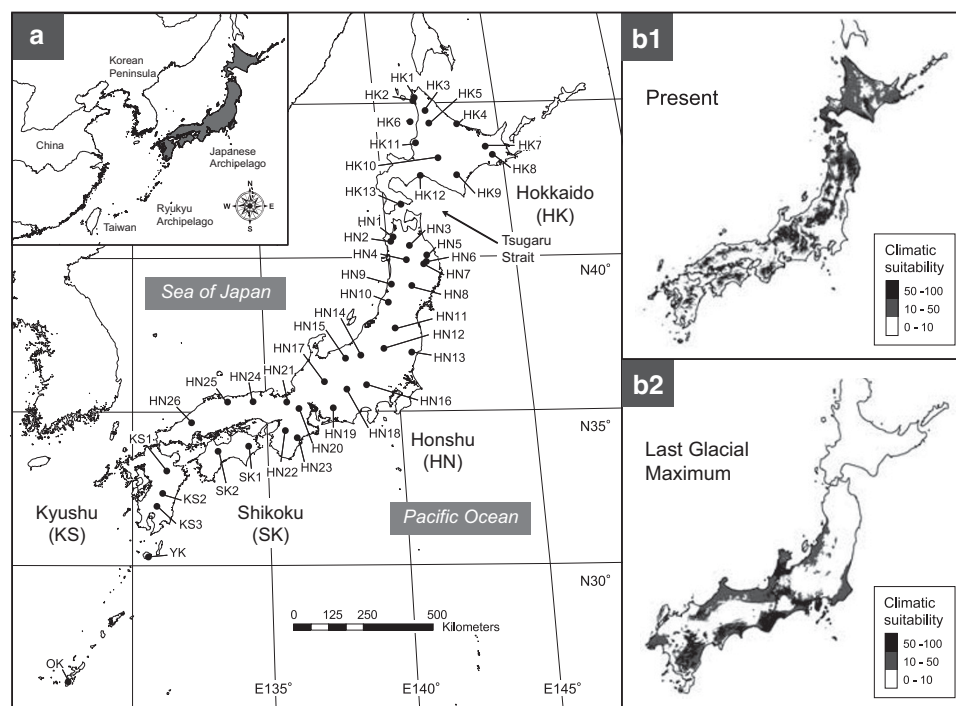 a
Korean
Peninsula
China
Japanese
Archipelago
Ryukyu
Archipelago
Taiwan
N
W
E
S
HK1
HK2
HK3
HK5
HK4
HK6
HK11
HK7
HK10
HK8
HK9
HK12
Hokkaido
(HK)
HK13
Tsugaru
Strait
HN1
HN2
HN3
HN5
HN4
HN6
HN7
N40°
Sea of Japan
HN9
HN8
HN10
HN11
HN14
HN15
HN12
HN17
HN13
HN21
HN24
HN25
HN16
HN26
N35°
HN19
HN18
HN20
Honshu
(HN)
KS1
HN22
HN23
SK1
SK2
KS2
KS3
Kyushu
(KS)
Shikoku
(SK)
Pacific Ocean
YK
N30°
0 125 250 500
Kilometers
OK
E135°
E140°
E145°
b1
Present
Climatic
suitability
50 -100
10 - 50
0 - 10
b2
Last Glacial
Maximum
Climatic
suitability
50 -100
10 - 50
0 - 10